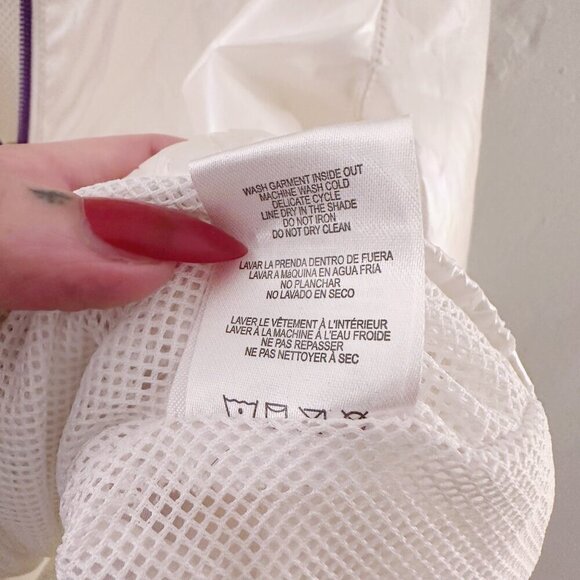 WASH GARMENT INSIDE OUT
MACHINE WASH COLD
DELICATE CYCLE
LINE DRY IN THE SHADE
DO NOT IRON
DO NOT DRY CLEAN
LAVAR LA PRENDA DENTRO DE FUERA
LAVAR A MáQUINA EN AGUA FRÍA
NO PLANCHAR
NO LAVADO EN SECO
LAVER LE VÊTEMENT À L'INTÉRIEUR
LAVER À LA MACHINE À L'EAU FROIDE
NE PAS REPASSER
NE PAS NETTOYER À SEC